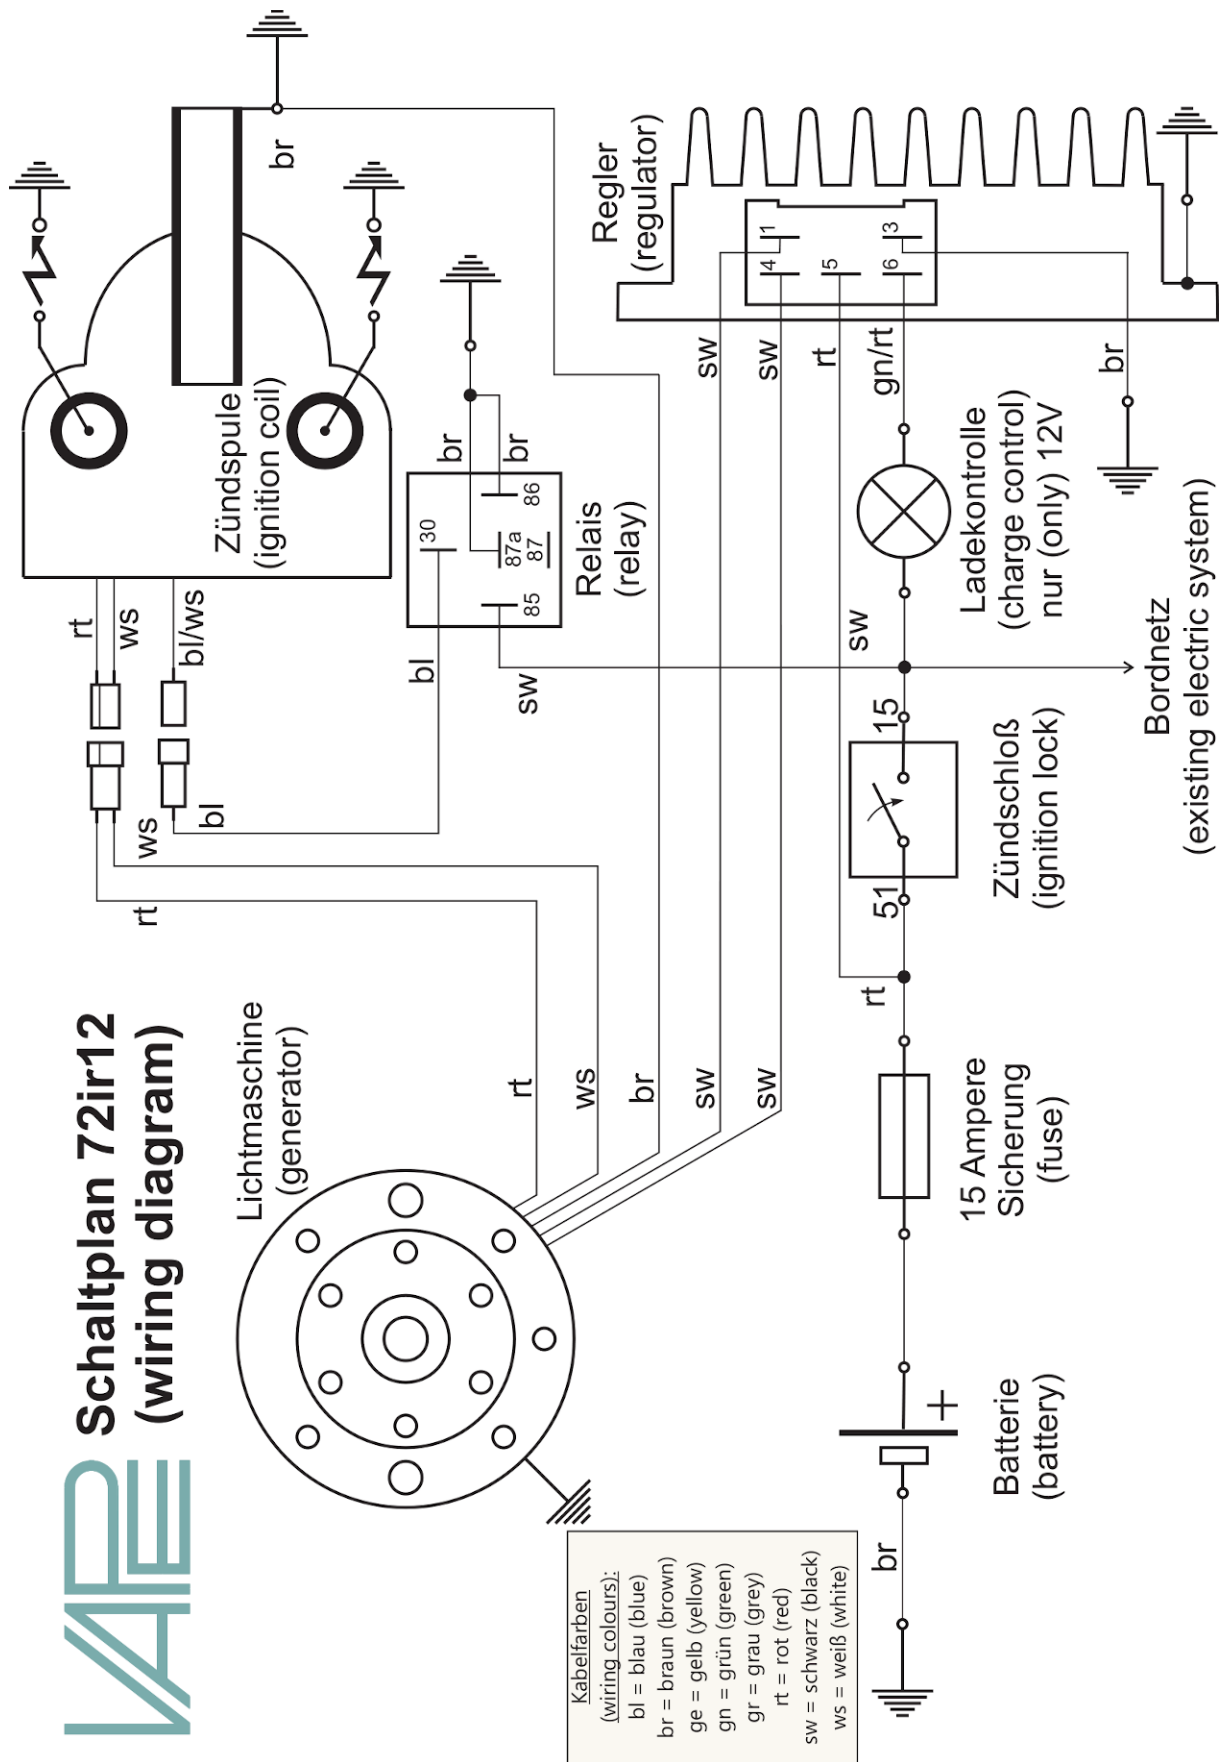 VAPE
Schaltplan 72ir12
(wiring diagram)
Lichtmaschine
(generator)
rt
ws
br
sw
sw
rt
ws
rt
ws
bl
bl/ws
Zündspule
(ignition coil)
br
bl
sw
30
85
87a
87
86
br
br
Relais
(relay)
Regler
(regulator)
1
4
5
3
6
sw
sw
rt
gn/rt
br
Ladekontrolle
(charge control)
nur (only) 12V
sw
Bordnetz
(existing electric system)
15
51
Zündschloß
(ignition lock)
rt
15 Ampere
Sicherung
(fuse)
Batterie
(battery)
+
br
Kabelfarben
(wiring colours):
bl = blau (blue)
br = braun (brown)
ge = gelb (yellow)
gn = grün (green)
gr = grau (grey)
rt = rot (red)
sw = schwarz (black)
ws = weiß (white)